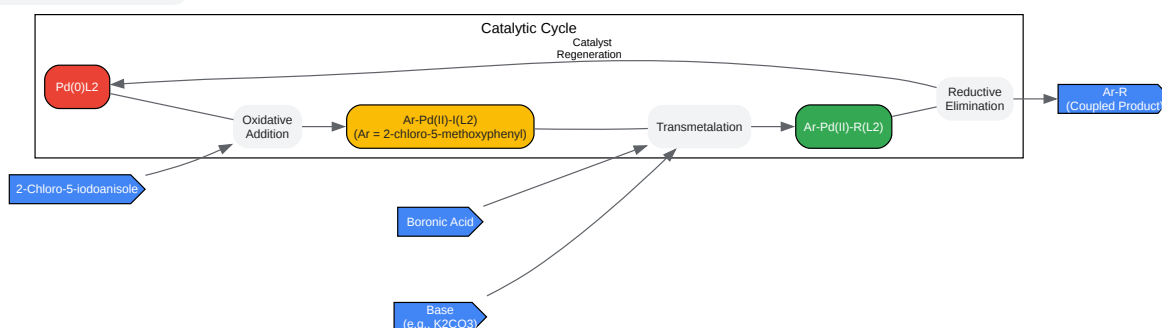 Catalytic Cycle
Catalyst
Regeneration
Pd(0)L2
Oxidative
Addition
Ar-Pd(II)-I(L2)
(Ar = 2-chloro-5-methoxyphenyl)
Transmetalation
Ar-Pd(II)-R(L2)
Reductive
Elimination
Ar-R
(Coupled Product)
2-Chloro-5-iodoanisole
Boronic Acid
Base
(e.g., K2CO3)